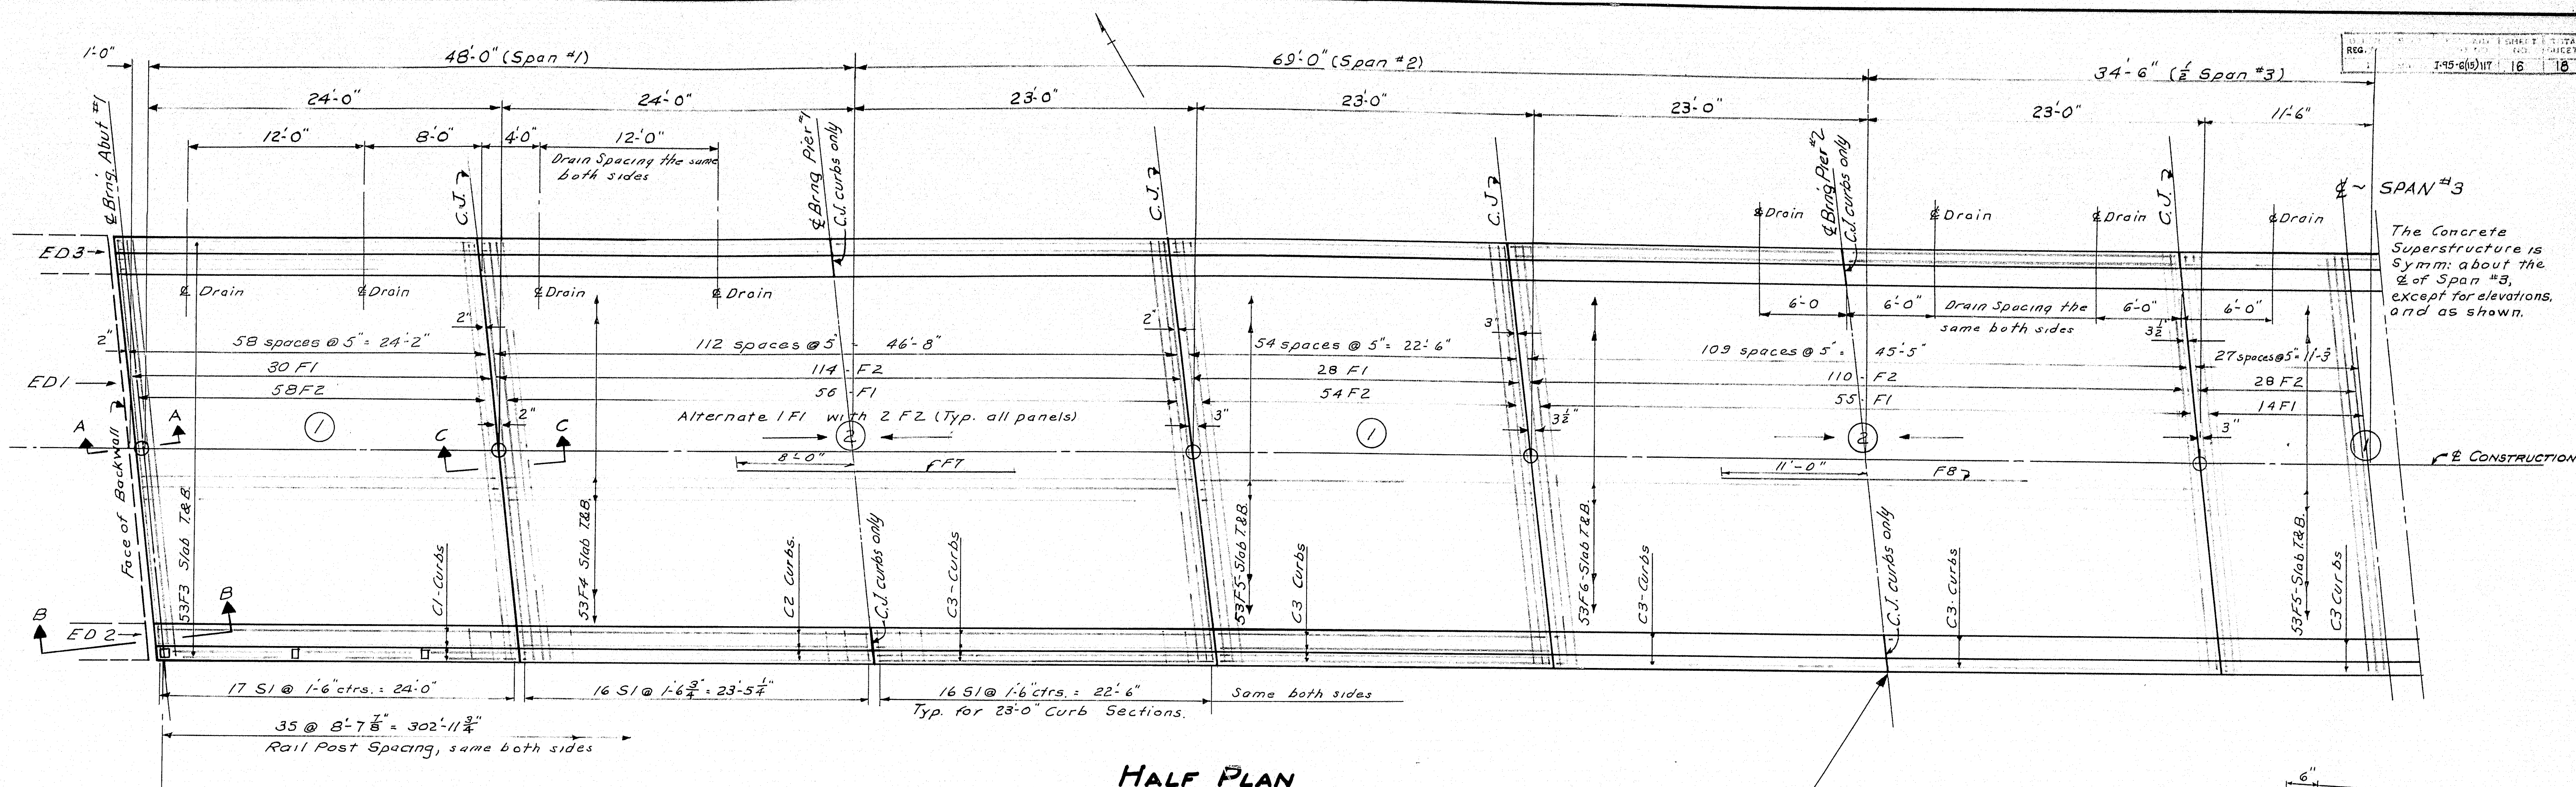 1'-0"
48'-0" (Span #1)
69'-0" (Span #2)
34'-6" (½ Span #3)
REG.
SHEET
NO.
I-95-6(15)117
16
18
24'-0"
24'-0"
23'-0"
23'-0"
23'-0"
23'-0"
11'-6"
12'-0"
8'-0"
4'-0"
12'-0"
Drain Spacing the same
both sides
℄ Brng. Abut #1
C.J.
℄ Brng. Pier #1
C.J. curbs only
C.J.
C.J.
℄ Brng Pier #2
C.J. curbs only
C.J.
℄ ~ SPAN #3
℄ Drain
℄ Drain
℄ Drain
℄ Drain
The Concrete
Superstructure is
Symm: about the
℄ of Span #3,
except for elevations,
and as shown.
ED3
℄ Drain
℄ Drain
℄ Drain
℄ Drain
6'-0
6'-0"
Drain Spacing the
same both sides
6'-0"
6'-0"
2"
2"
2"
3"
3½"
58 spaces @ 5" = 24'-2"
112 spaces @ 5" 46'-8"
54 spaces @ 5" = 22'-6"
109 spaces @ 5" = 45'-5"
27 spaces @ 5" = 11'-3"
30 F1
114 - F2
28 F1
110 - F2
28 F2
ED1
58 F2
56 - F1
54 F2
55 - F1
14 F1
2"
Alternate 1 F1 with 2 F2 (Typ. all panels)
3"
3½"
3"
A
A
1
C
C
2
1
2
1
8'-0"
F7
11'-0"
F8
℄ CONSTRUCTION
Face of Backwall
53F3 Slab T.&B.
53F4 Slab T.&B.
53F5-Slab T.&B.
53F6-Slab T.&B.
53F5-Slab T.&B.
C1-Curbs
C2 Curbs.
C.J. curbs only
C3-Curbs
C3 Curbs
C3-Curbs
C.J. curbs only
C3-Curbs
C3 Curbs
B
B
ED2
17 S1 @ 1'-6" ctrs. = 24'-0"
16 S1 @ 1'-6¾" = 23'-5¼"
16 S1 @ 1'-6" ctrs. = 22'-6"
Same both sides
Typ. for 23'-0" Curb Sections.
35 @ 8'-7⅞" = 302'-11¾"
Rail Post Spacing, same both sides
HALF PLAN
6"